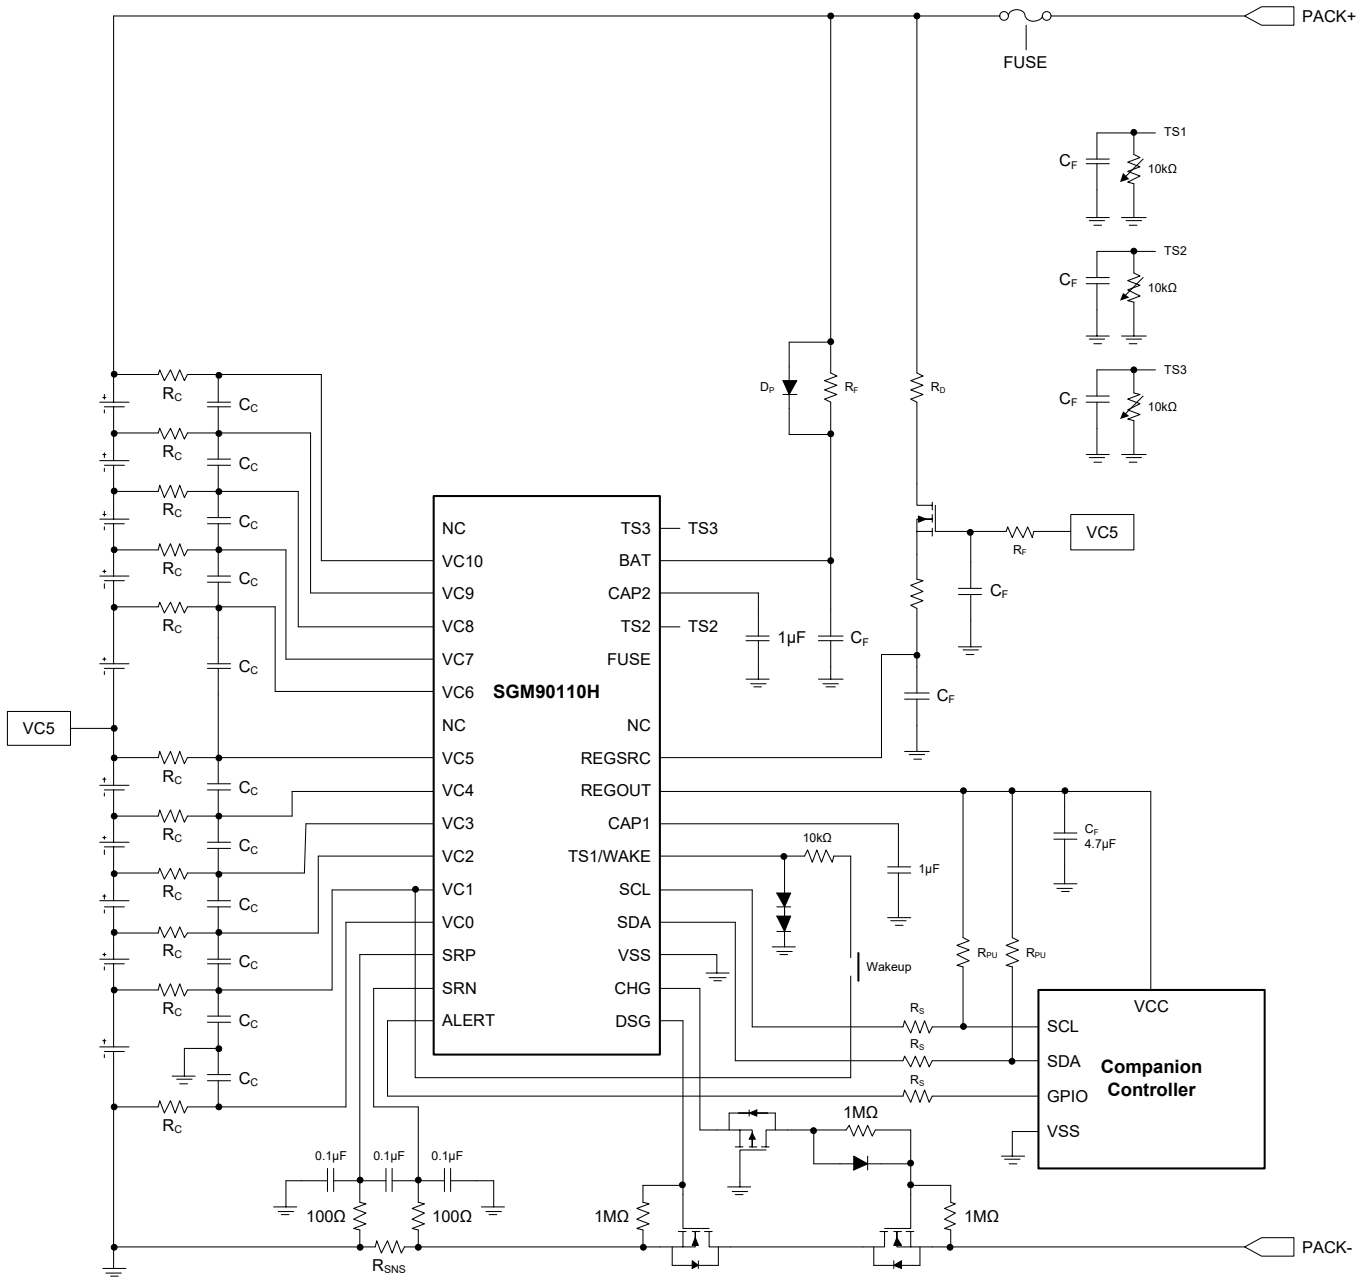 PACK+
FUSE
TS1
C_F
10kΩ
TS2
C_F
10kΩ
TS3
C_F
10kΩ
R_C
C_C
R_C
C_C
R_C
C_C
R_C
C_C
R_C
C_C
VC5
R_C
C_C
R_C
C_C
R_C
C_C
R_C
C_C
R_C
C_C
C_C
R_C
D_P
R_F
R_D
VC5
R_F
C_F
1μF
C_F
C_F
NC
VC10
VC9
VC8
VC7
VC6
NC
VC5
VC4
VC3
VC2
VC1
VC0
SRP
SRN
ALERT
SGM90110H
TS3
BAT
CAP2
TS2
FUSE
NC
REGSRC
REGOUT
CAP1
TS1/WAKE
SCL
SDA
VSS
CHG
DSG
TS3
TS2
10kΩ
1μF
C_F
4.7μF
Wakeup
R_PU
R_PU
R_S
R_S
R_S
VCC
SCL
SDA
GPIO
VSS
Companion
Controller
0.1μF
0.1μF
0.1μF
100Ω
100Ω
R_SNS
1MΩ
1MΩ
1MΩ
PACK-